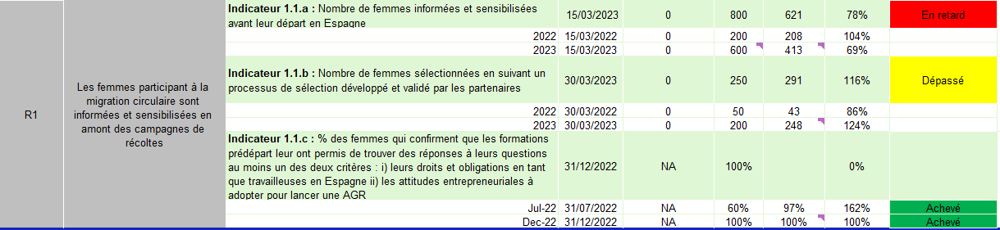 Indicateur 1.1.a : Nombre de femmes informées et sensibilisées
avant leur départ en Espagne
15/03/2023 0 800 621 78% En retard
2022 15/03/2022 0 200 208 104%
2023 15/03/2023 0 600 413 69%
Indicateur 1.1.b : Nombre de femmes sélectionnées en suivant un
processus de sélection développé et validé par les partenaires
30/03/2023 0 250 291 116% Dépassé
R1
Les femmes participant à la
migration circulaire sont
informées et sensibilisées en
amont des campagnes de
récoltes
2022 30/03/2022 0 50 43 86%
2023 30/03/2023 0 200 248 124%
Indicateur 1.1.c : % des femmes qui confirment que les formations
prédépart leur ont permis de trouver des réponses à leurs questions
au moins un des deux critères : i) leurs droits et obligations en tant
que travailleuses en Espagne ii) les attitudes entrepreneuriales à
adopter pour lancer une AGR
31/12/2022 NA 100% 0%
Jul-22 31/07/2022 NA 60% 97% 162% Achevé
Dec-22 31/12/2022 NA 100% 100% 100% Achevé